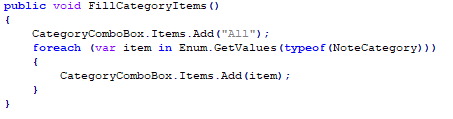 public void FillCategoryItems()
{
    CategoryComboBox.Items.Add("All");
    foreach (var item in Enum.GetValues(typeof(NoteCategory)))
    {
        CategoryComboBox.Items.Add(item);
    }
}